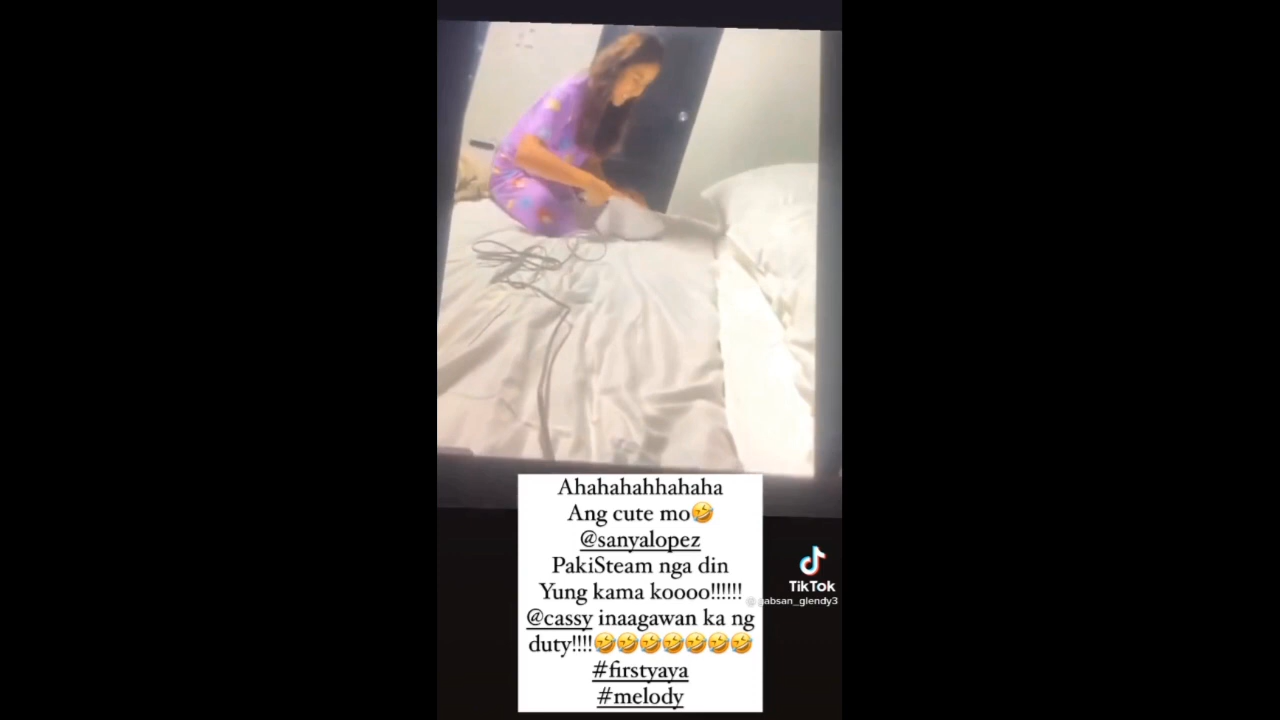 Ahahahahhahaha
Ang cute mo🤣
@sanyalopez
PakiSteam nga din
Yung kama koooo!!!!!!
@cassy inaagawan ka ng
duty!!!!🤣🤣🤣🤣🤣🤣🤣
#firstyaya
#melody
TikTok
@gabsan_glendy3